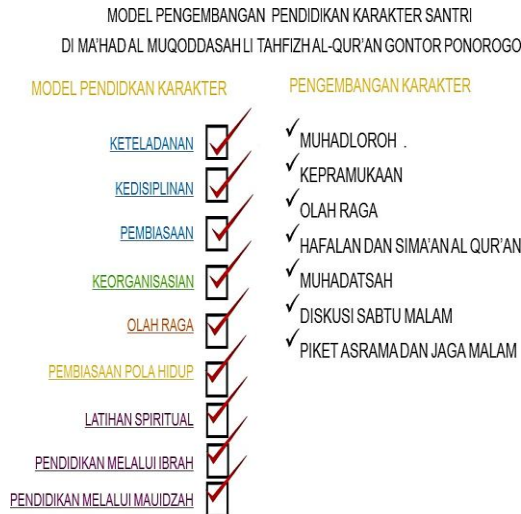 MODEL PENGEMBANGAN PENDIDIKAN KARAKTER SANTRI
DI MA'HAD AL MUQODDASAH LI TAHFIZH AL-QUR'AN GONTOR PONOROGO
MODEL PENDIDKAN KARAKTER
KETELADANAN
KEDISIPLINAN
PEMBIASAAN
KEORGANISASIAN
OLAH RAGA
PEMBIASAAN POLA HIDUP
LATIHAN SPIRITUAL
PENDIDIKAN MELALUI IBRAH
PENDIDIKAN MELALUI MAUIDZAH
PENGEMBANGAN KARAKTER
MUHADLOROH .
KEPRAMUKAAN
OLAH RAGA
HAFALAN DAN SIMA'AN AL QUR'AN
MUHADATSAH
DISKUSI SABTU MALAM
PIKET ASRAMA DAN JAGA MALAM